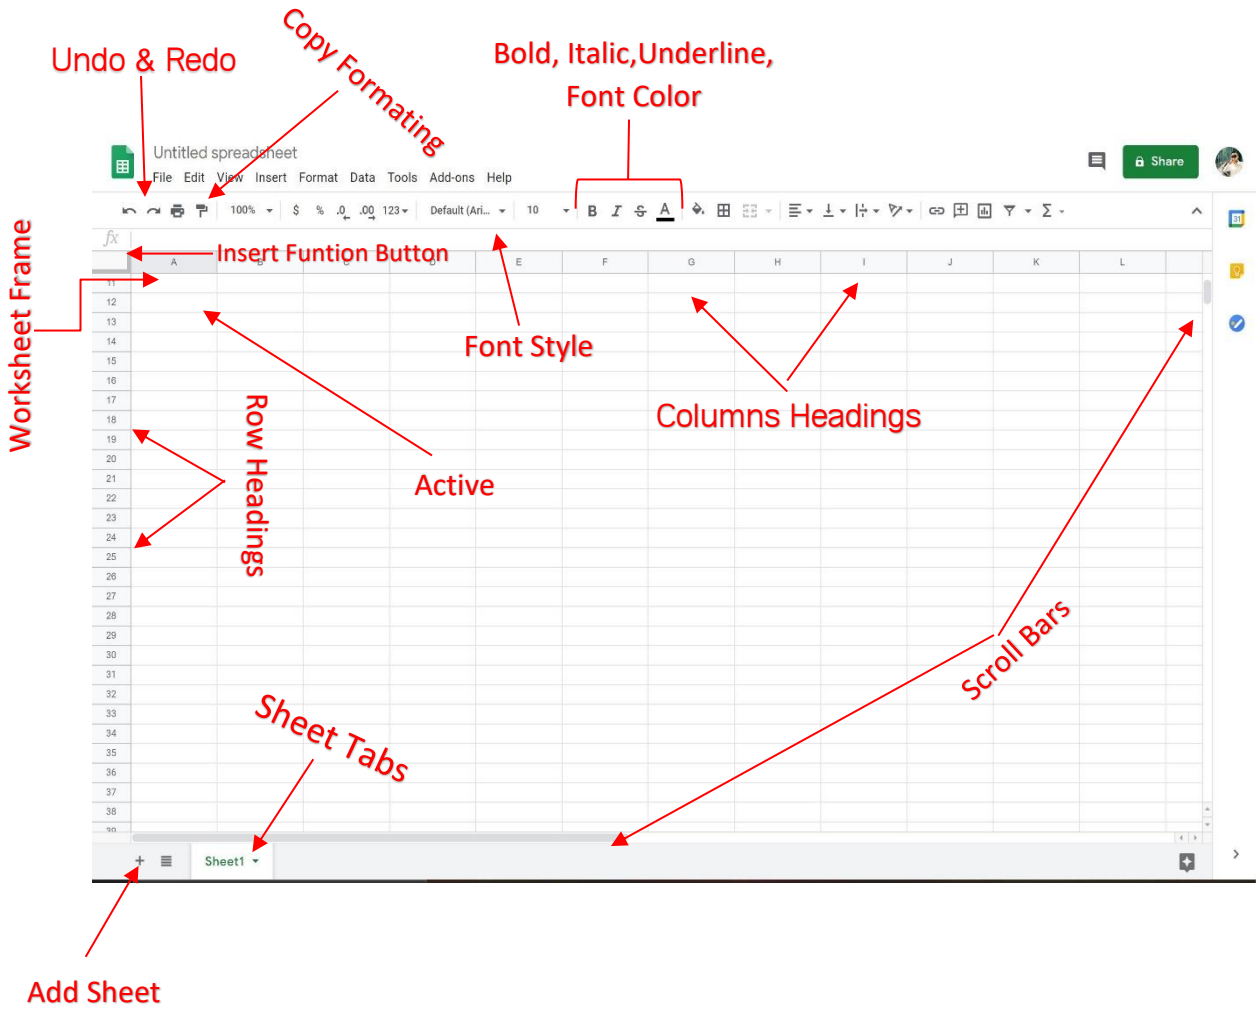 Undo & Redo
Copy Formating
Bold, Italic,Underline,
Font Color
Untitled spreadsheet
File Edit View Insert Format Data Tools Add-ons Help
Share
100% $ % .0 .00 123 Default (Ari... 10 B I S A Σ
31
fx
Insert Funtion Button
A B C D E F G H I J K L
Worksheet Frame
11
12
13
14
15
16
17
18
19
20
21
22
23
24
25
26
27
28
29
30
31
32
33
34
35
36
37
38
39
Font Style
Columns Headings
Row Headings
Active
Scroll Bars
Sheet Tabs
Sheet1
Add Sheet